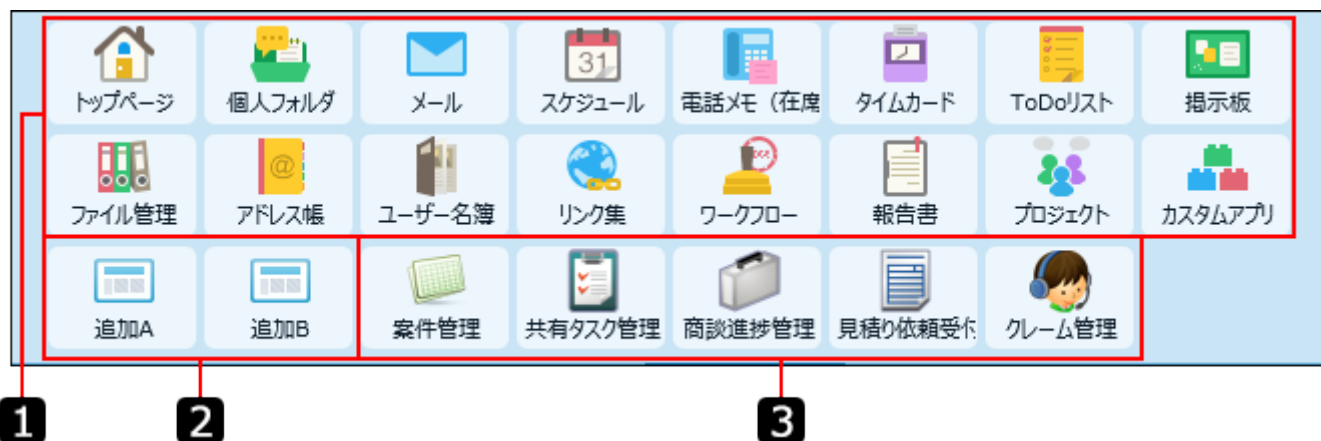 31
トップページ 個人フォルダ メール スケジュール 電話メモ（在席 タイムカード ToDoリスト 掲示板
@
ファイル管理 アドレス帳 ユーザー名簿 リンク集 ワークフロー 報告書 プロジェクト カスタムアプリ
追加A 追加B 案件管理 共有タスク管理 商談進捗管理 見積り依頼受付 クレーム管理
1 2 3